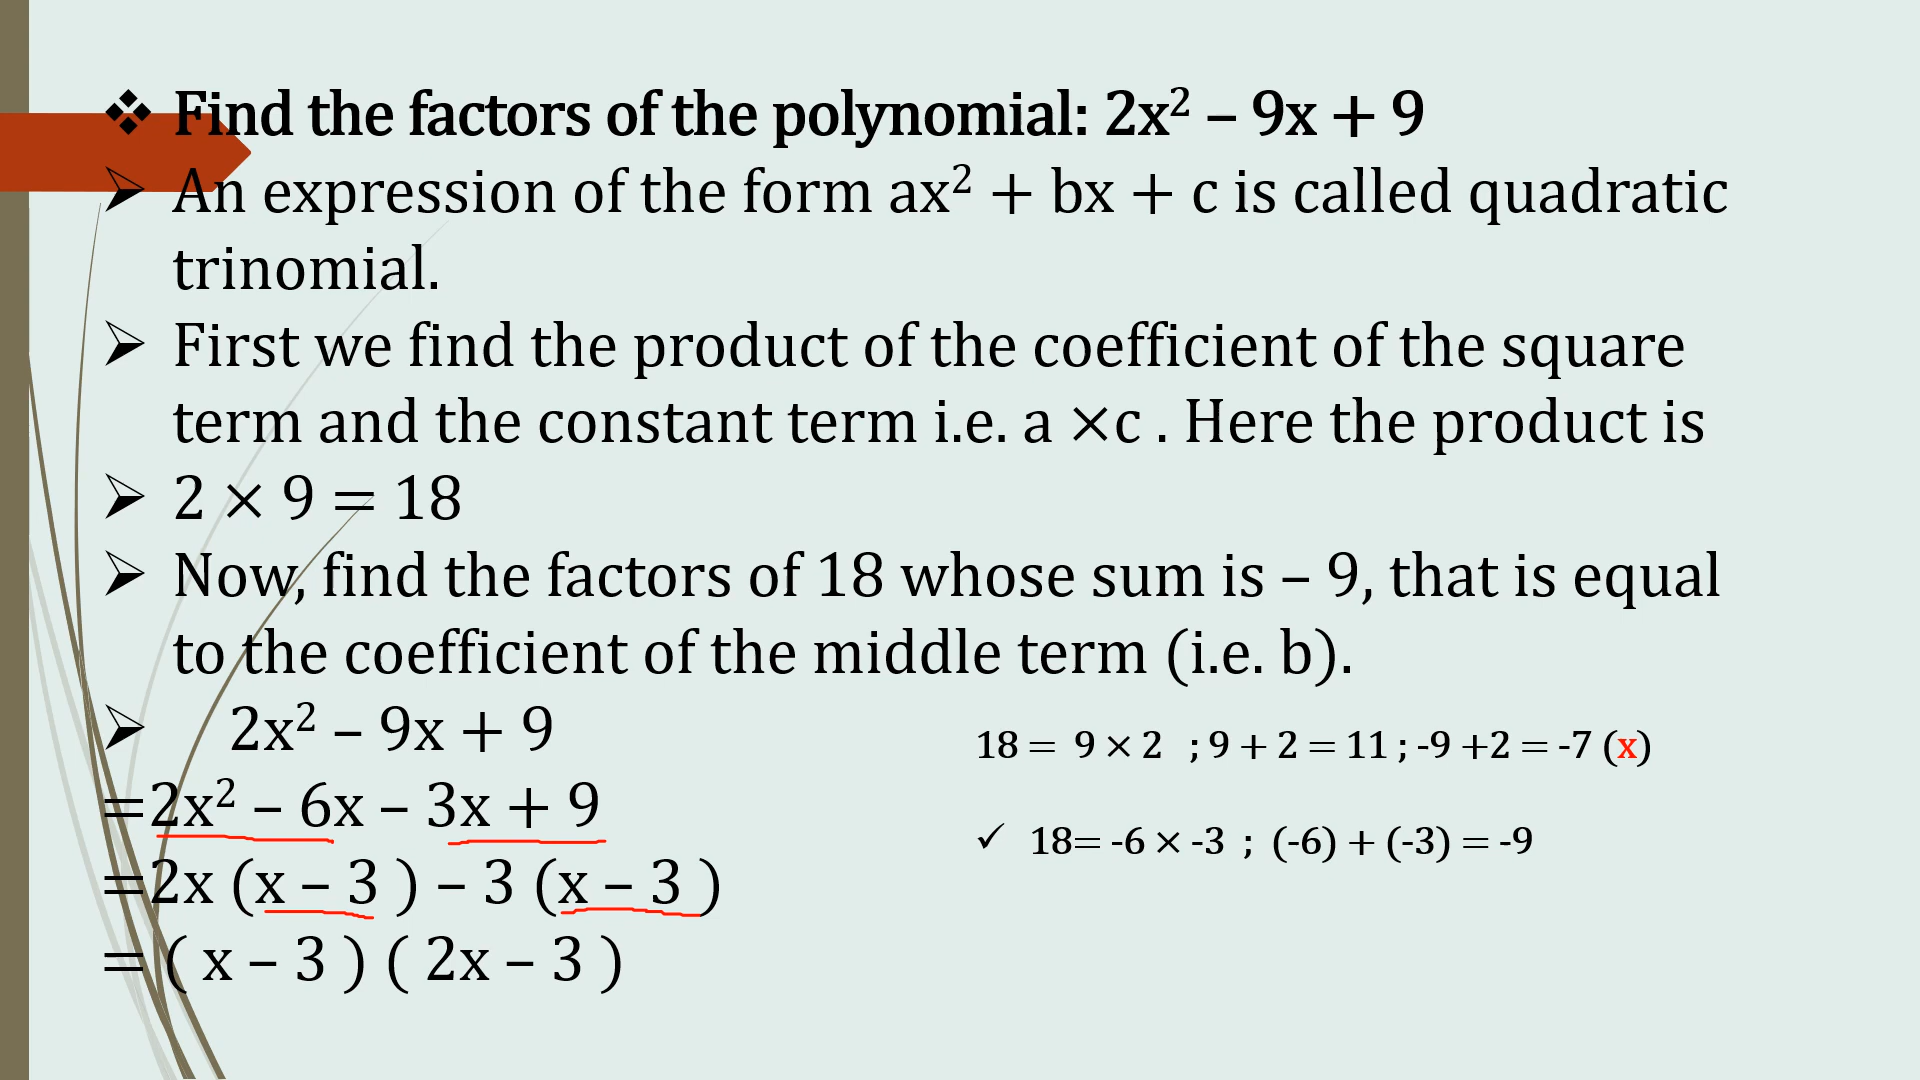 ❖ Find the factors of the polynomial: 2x² – 9x + 9
➢ An expression of the form ax² + bx + c is called quadratic
trinomial.
➢ First we find the product of the coefficient of the square
term and the constant term i.e. a ×c . Here the product is
➢ 2 × 9 = 18
➢ Now, find the factors of 18 whose sum is – 9, that is equal
to the coefficient of the middle term (i.e. b).
➢ 2x² – 9x + 9
=2x² – 6x – 3x + 9
=2x (x – 3 ) – 3 (x – 3 )
= ( x – 3 ) ( 2x – 3 )
18 = 9 × 2 ; 9 + 2 = 11 ; -9 +2 = -7 (x)
✓ 18= -6 × -3 ; (-6) + (-3) = -9